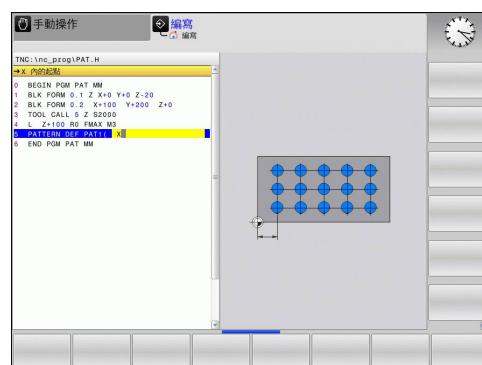 手動操作
編寫
編寫
TNC:\nc_prog\PAT.H
→X 內的起點
0 BEGIN PGM PAT MM
1 BLK FORM 0.1 Z X+0 Y+0 Z-20
2 BLK FORM 0.2 X+100 Y+200 Z+0
3 TOOL CALL 5 Z S2000
4 L Z+100 R0 FMAX M3
5 PATTERN DEF PAT1( X
6 END PGM PAT MM